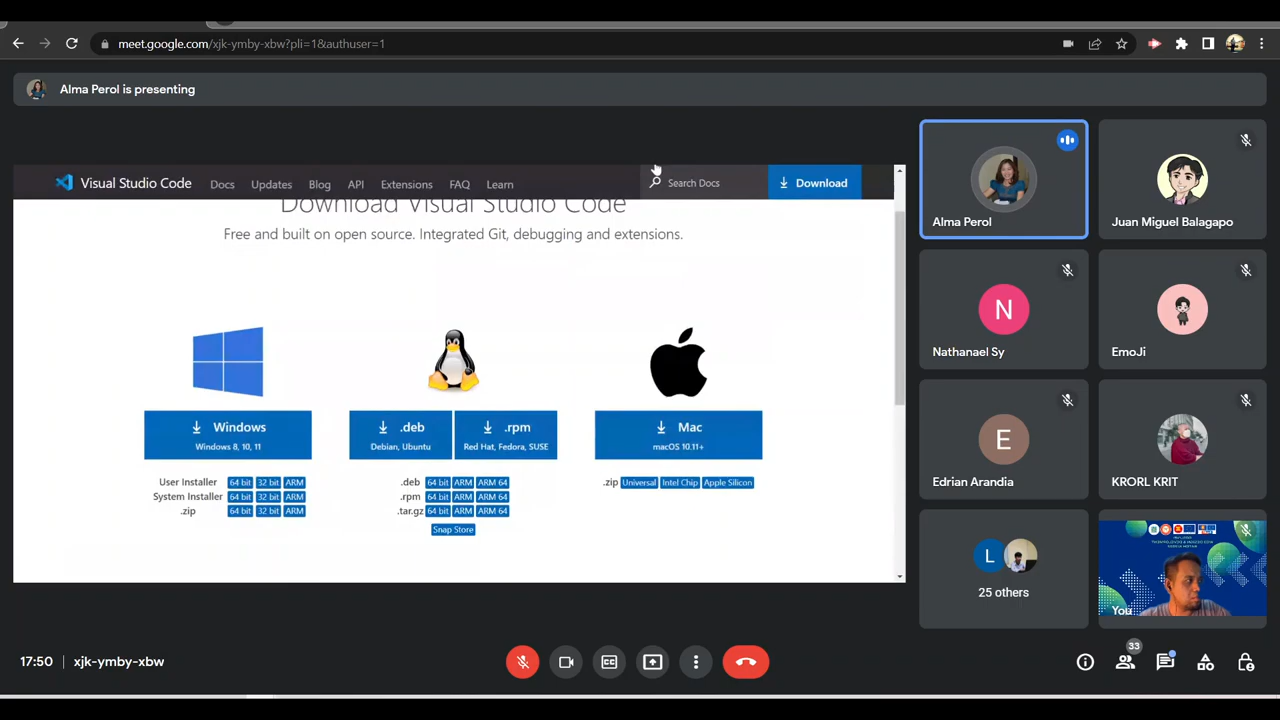 meet.google.com/xjk-ymby-xbw?pli=1&authuser=1
Alma Perol is presenting
Visual Studio Code
Docs
Updates
Blog
API
Extensions
FAQ
Learn
Search Docs
Download
Download Visual Studio Code
Free and built on open source. Integrated Git, debugging and extensions.
Windows
Windows 8, 10, 11
.deb
Debian, Ubuntu
.rpm
Red Hat, Fedora, SUSE
Mac
macOS 10.11+
User Installer 64 bit 32 bit ARM
System Installer 64 bit 32 bit ARM
.zip 64 bit 32 bit ARM
.deb 64 bit ARM ARM 64
.rpm 64 bit ARM ARM 64
.tar.gz 64 bit ARM ARM 64
Snap Store
.zip Universal Intel Chip Apple Silicon
Alma Perol
Juan Miguel Balagapo
N
Nathanael Sy
EmoJi
E
Edrian Arandia
KRORL KRIT
L
25 others
You
17:50 | xjk-ymby-xbw
33